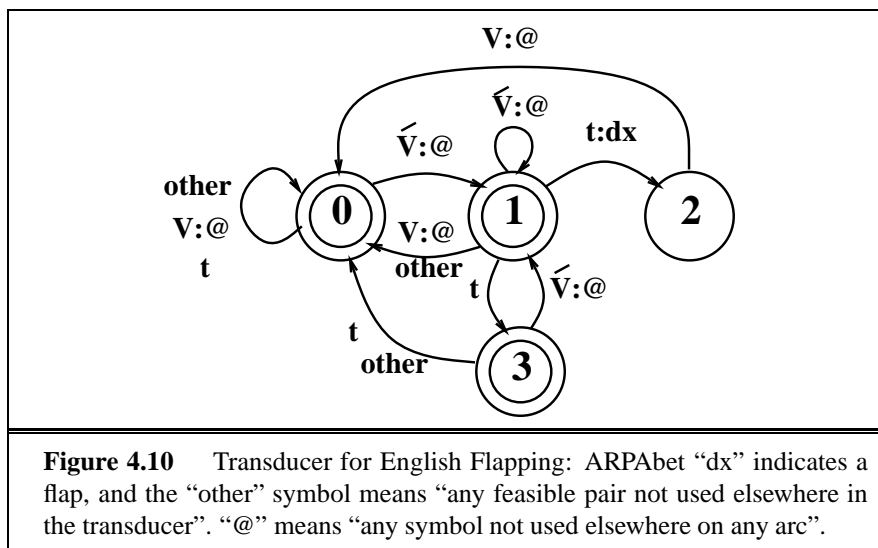 V:@
V́:@
t:dx
V́:@
other
V:@
t
0
1
2
V:@
other
t
V́:@
t
other
3
Figure 4.10 Transducer for English Flapping: ARPAbet “dx” indicates a
flap, and the “other” symbol means “any feasible pair not used elsewhere in
the transducer”. “@” means “any symbol not used elsewhere on any arc”.